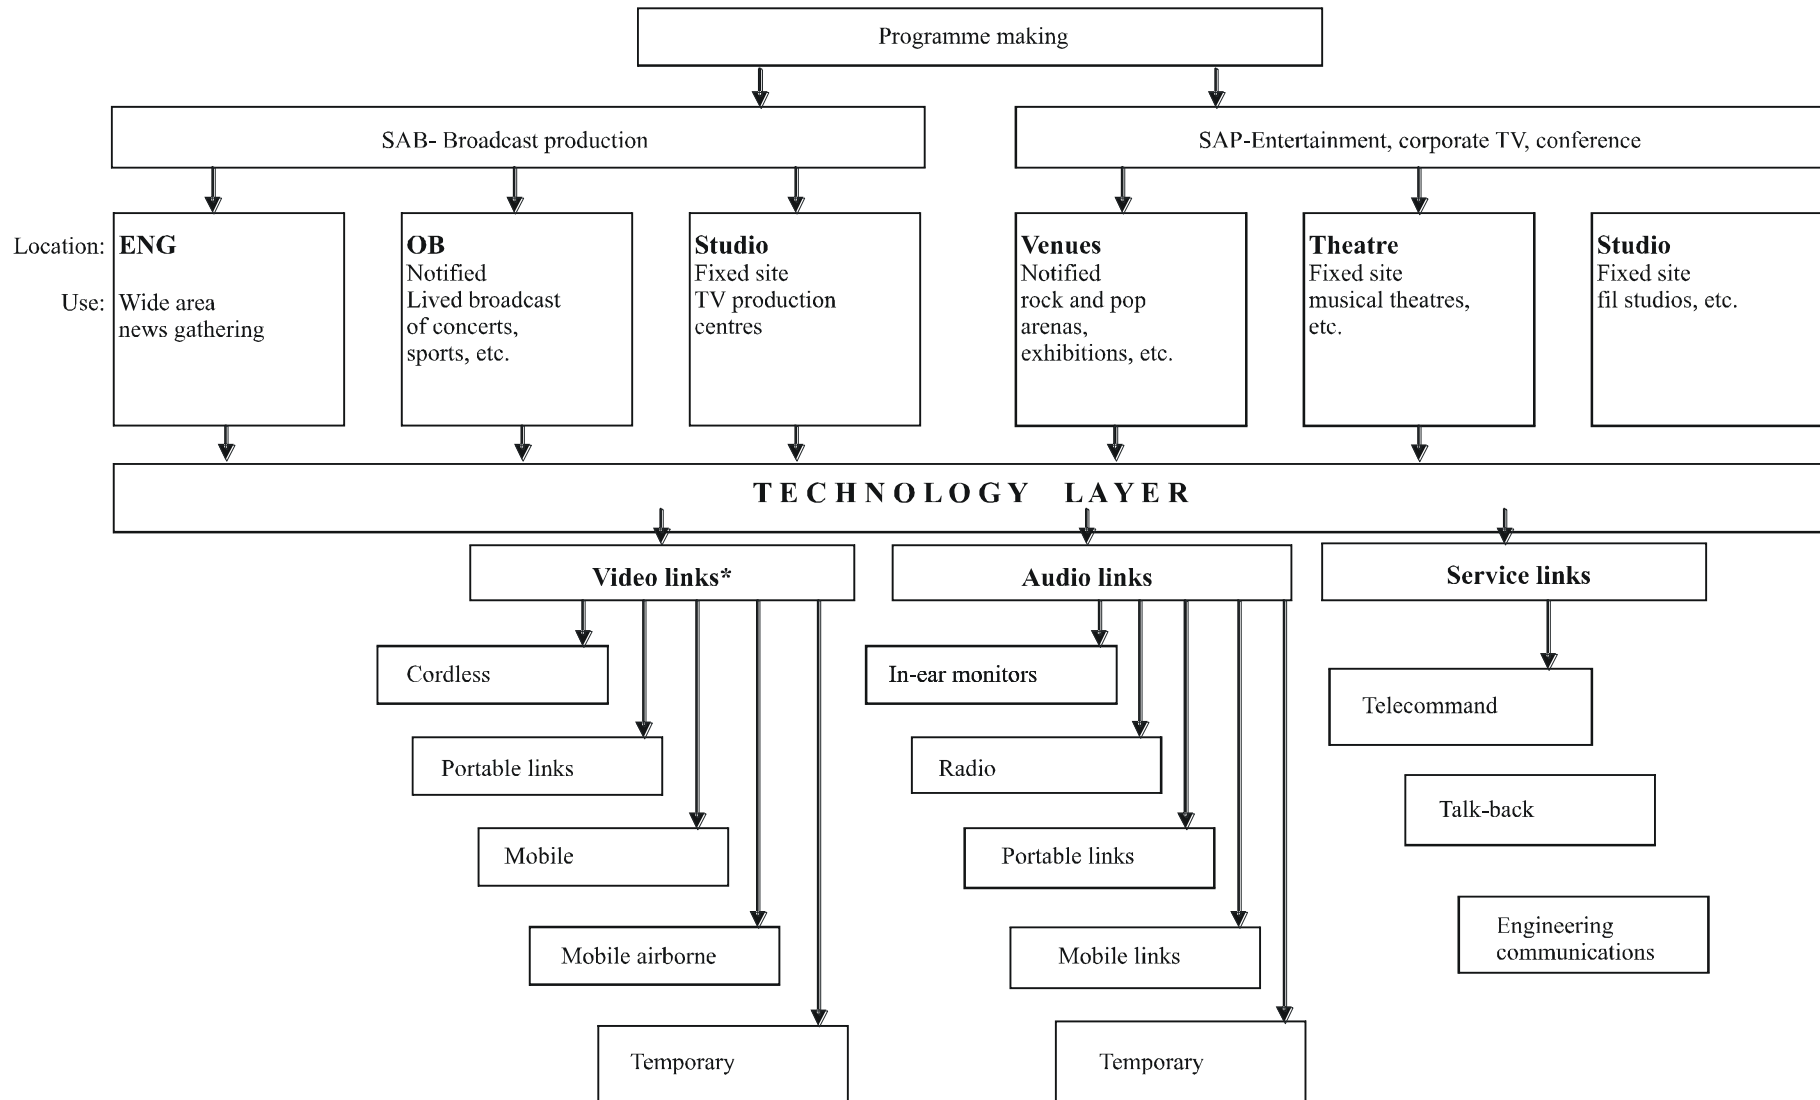 Programme making
SAB- Broadcast production
SAP-Entertainment, corporate TV, conference
Location:
Use:
ENG
Wide area
news gathering
OB
Notified
Lived broadcast
of concerts,
sports, etc.
Studio
Fixed site
TV production
centres
Venues
Notified
rock and pop
arenas,
exhibitions, etc.
Theatre
Fixed site
musical theatres,
etc.
Studio
Fixed site
fil studios, etc.
TECHNOLOGY LAYER
Video links*
Audio links
Service links
Cordless
Portable links
Mobile
Mobile airborne
Temporary
In-ear monitors
Radio
Portable links
Mobile links
Temporary
Telecommand
Talk-back
Engineering
communications